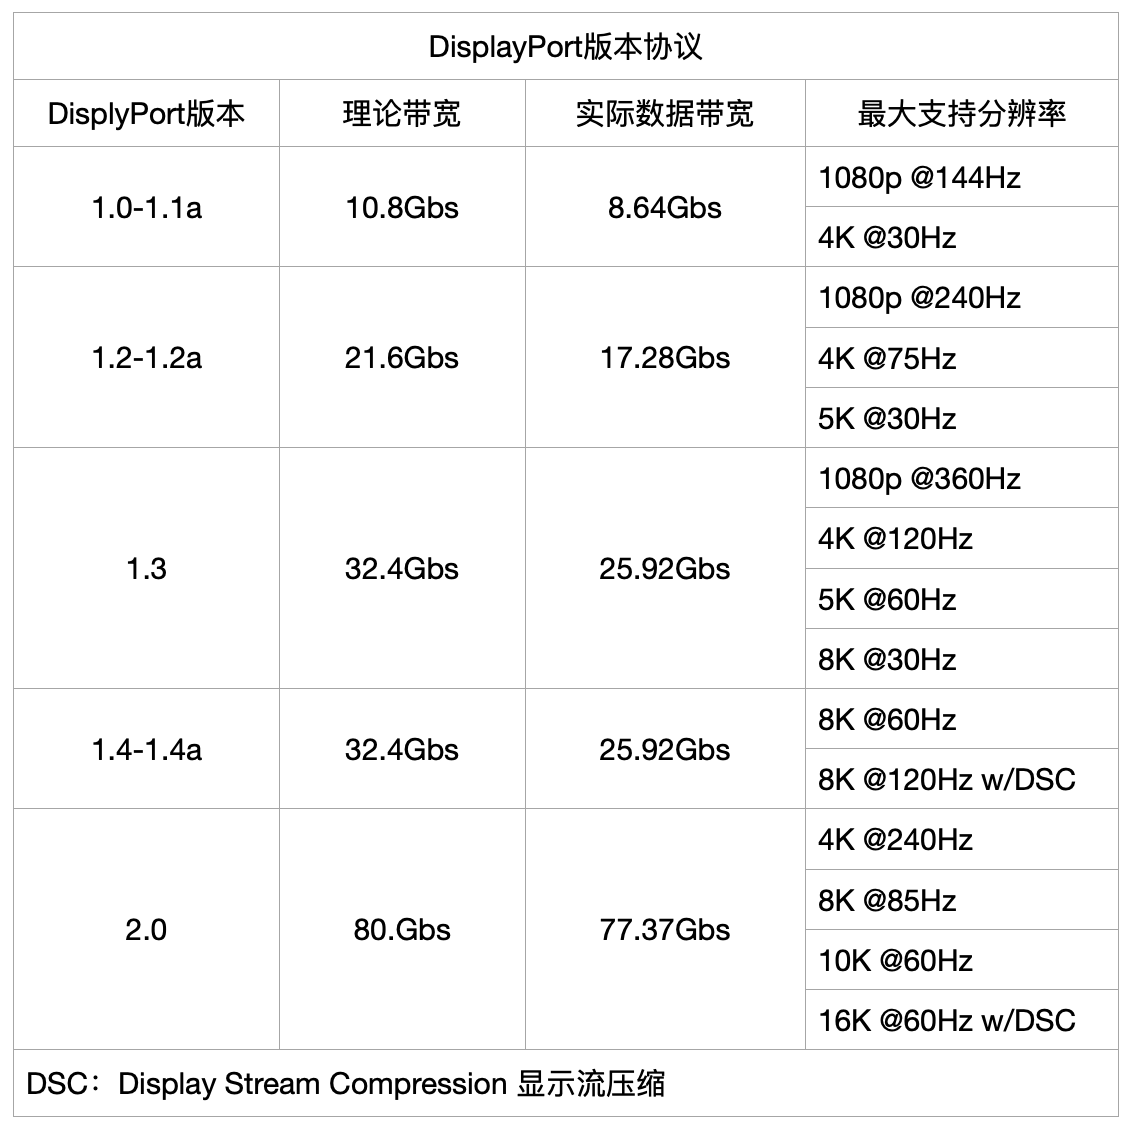 DisplayPort版本协议
DisplyPort版本 理论带宽 实际数据带宽 最大支持分辨率
1.0-1.1a 10.8Gbs 8.64Gbs
1080p @144Hz
4K @30Hz
1.2-1.2a 21.6Gbs 17.28Gbs
1080p @240Hz
4K @75Hz
5K @30Hz
1.3 32.4Gbs 25.92Gbs
1080p @360Hz
4K @120Hz
5K @60Hz
8K @30Hz
1.4-1.4a 32.4Gbs 25.92Gbs
8K @60Hz
8K @120Hz w/DSC
2.0 80.Gbs 77.37Gbs
4K @240Hz
8K @85Hz
10K @60Hz
16K @60Hz w/DSC
DSC：Display Stream Compression 显示流压缩